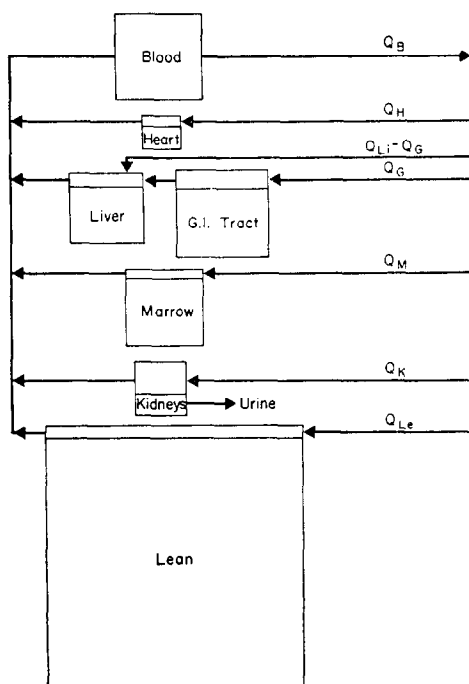 Blood
Q_B
Q_H
Heart
Q_Li - Q_G
Q_G
Liver
G.I. Tract
Q_M
Marrow
Q_K
Kidneys
Urine
Q_Le
Lean